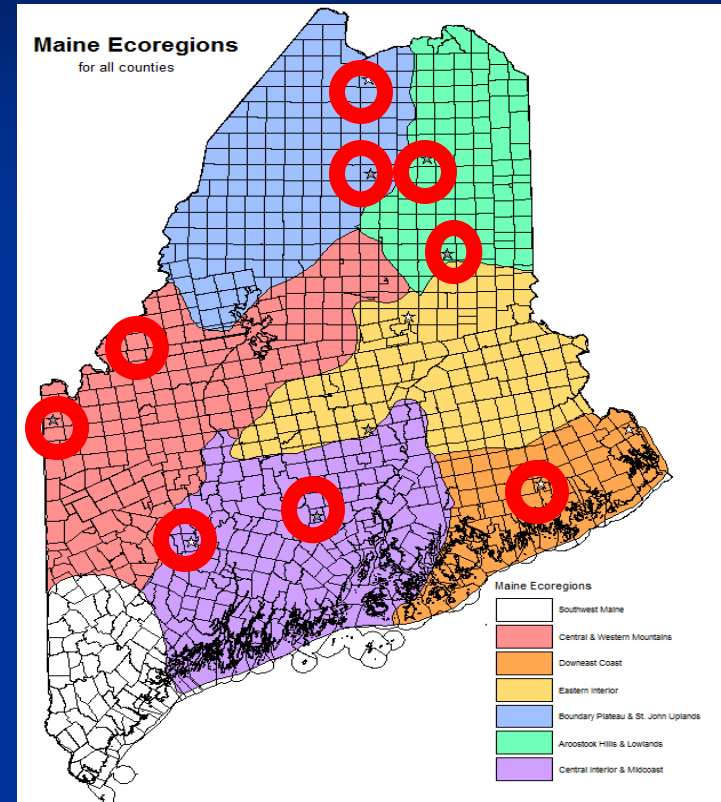 Maine Ecoregions
for all counties
Maine Ecoregions
Southwest Maine
Central & Western Mountains
Downeast Coast
Eastern Interior
Boundary Plateau & St. John Uplands
Aroostook Hills & Lowlands
Central Interior & Midcoast